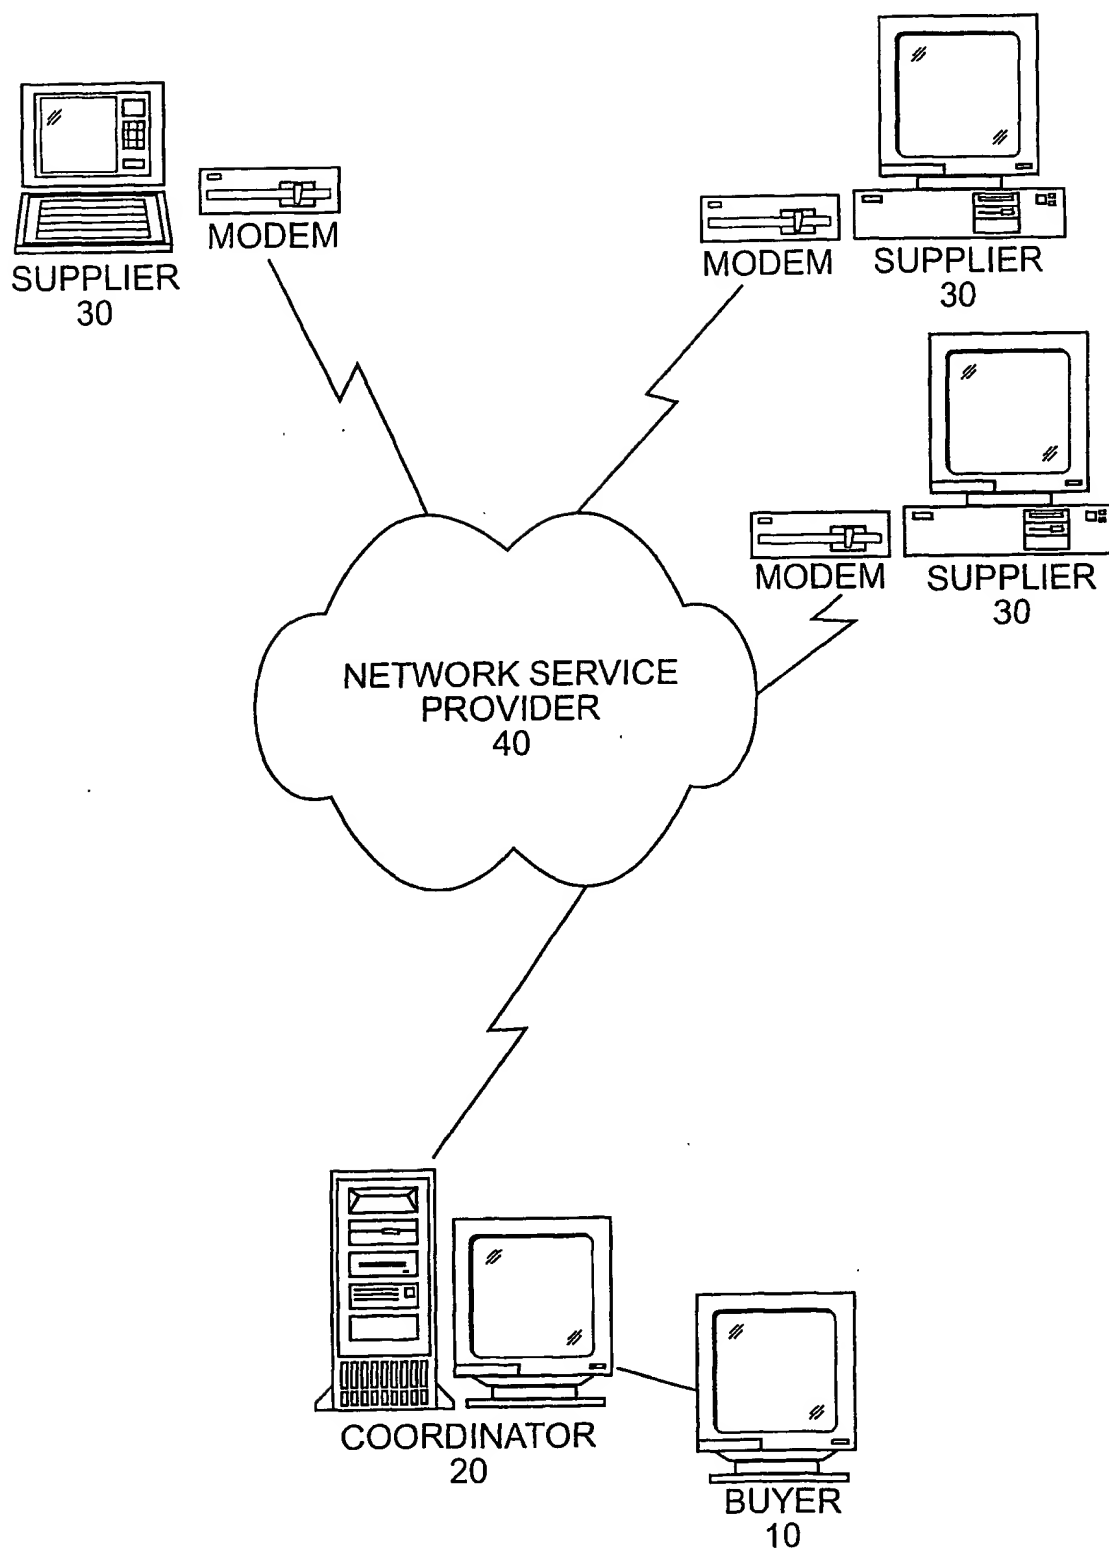 MODEM
SUPPLIER
30
MODEM
SUPPLIER
30
MODEM
SUPPLIER
30
NETWORK SERVICE
PROVIDER
40
COORDINATOR
20
BUYER
10